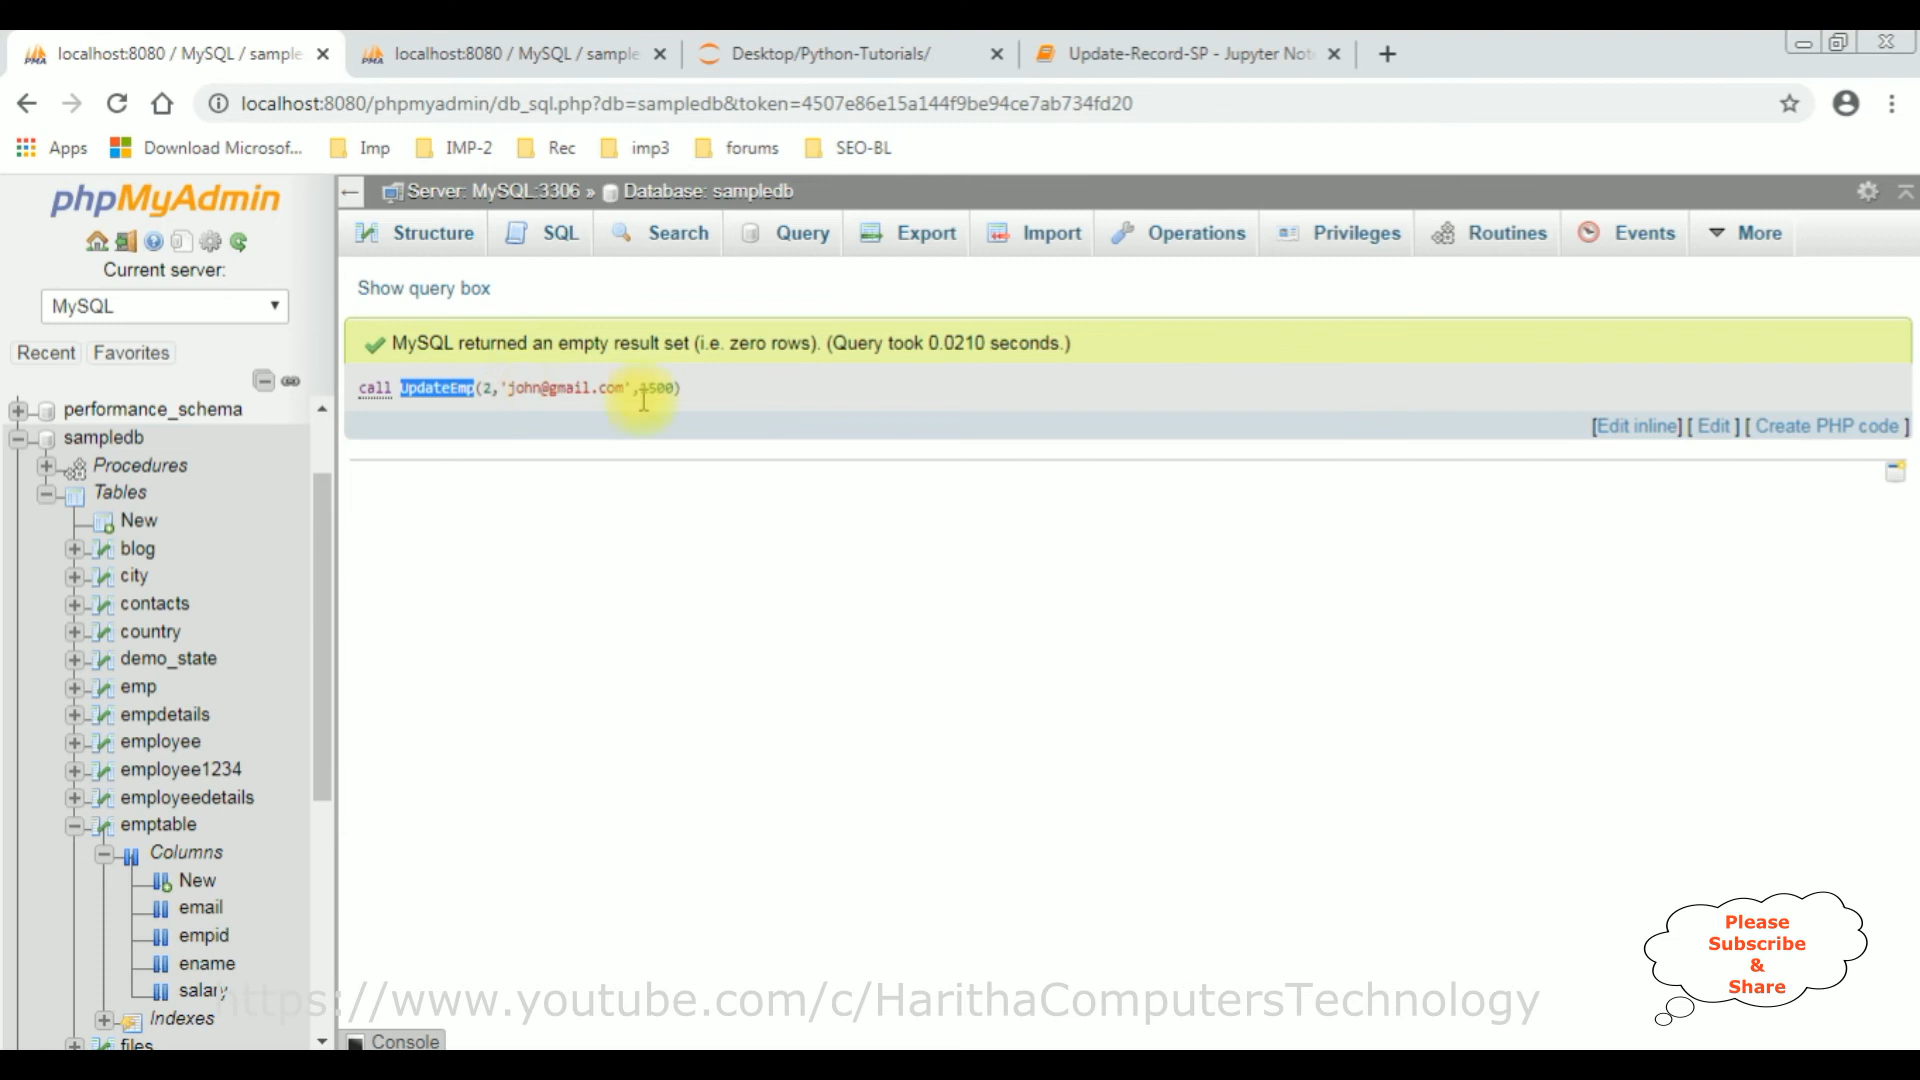 localhost:8080 / MySQL / sample
localhost:8080 / MySQL / sample
Desktop/Python-Tutorials/
Update-Record-SP - Jupyter Not
localhost:8080/phpmyadmin/db_sql.php?db=sampledb&token=4507e86e15a144f9be94ce7ab734fd20
Apps
Download Microsof...
Imp
IMP-2
Rec
imp3
forums
SEO-BL
phpMyAdmin
Current server:
MySQL
Recent
Favorites
performance_schema
sampledb
Procedures
Tables
New
blog
city
contacts
country
demo_state
emp
empdetails
employee
employee1234
employeedetails
emptable
Columns
New
email
empid
ename
salary
Indexes
files
Server: MySQL:3306 » Database: sampledb
Structure
SQL
Search
Query
Export
Import
Operations
Privileges
Routines
Events
More
Show query box
MySQL returned an empty result set (i.e. zero rows). (Query took 0.0210 seconds.)
call UpdateEmp(2,'john@gmail.com', 500)
[Edit inline] [ Edit ] [ Create PHP code ]
Please
Subscribe
&
Share
https://www.youtube.com/c/HarithaComputersTechnology
Console